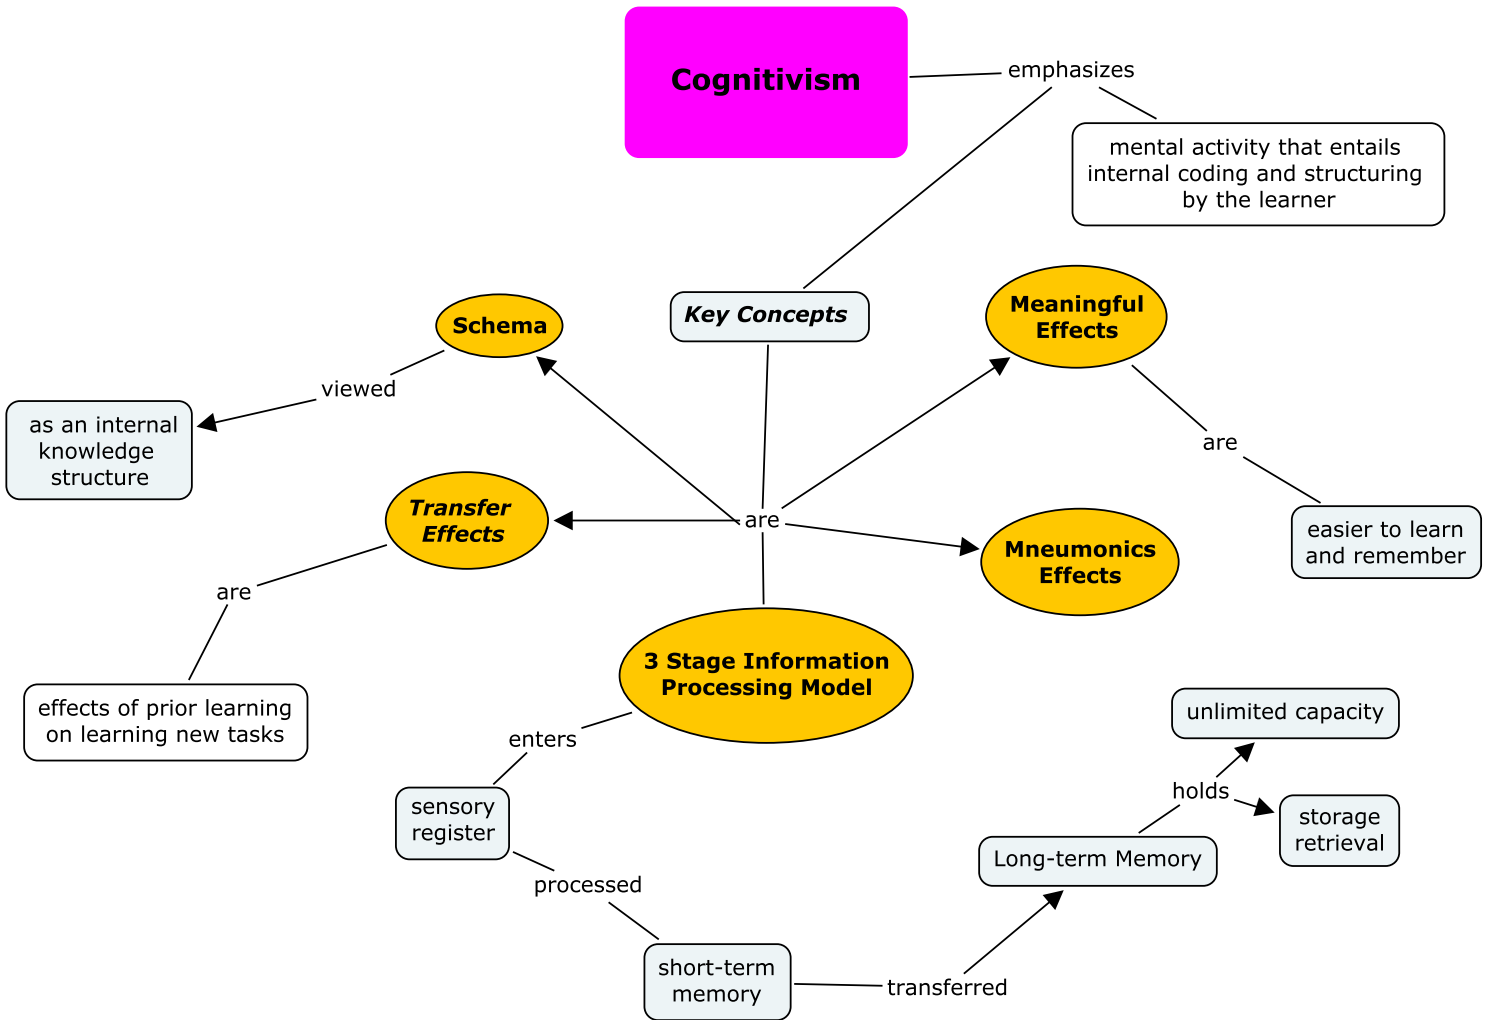 Cognitivism
emphasizes
mental activity that entails
internal coding and structuring
by the learner
Key Concepts
Schema
Meaningful
Effects
viewed
as an internal
knowledge
structure
are
easier to learn
and remember
Transfer
Effects
are
Mneumonics
Effects
are
effects of prior learning
on learning new tasks
3 Stage Information
Processing Model
enters
sensory
register
processed
short-term
memory
transferred
Long-term Memory
holds
unlimited capacity
storage
retrieval